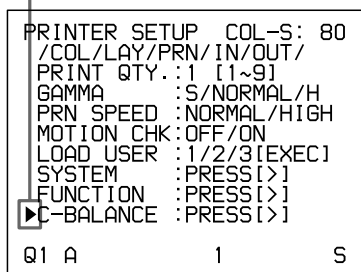 PRINTER SETUP COL-S: 80
/COL/LAY/PRN/IN/OUT/
PRINT QTY.:1 [1~9]
GAMMA :S/NORMAL/H
PRN SPEED :NORMAL/HIGH
MOTION CHK:OFF/ON
LOAD USER :1/2/3[EXEC]
SYSTEM :PRESS[>]
FUNCTION :PRESS[>]
▶C-BALANCE :PRESS[>]
Q1 A 1 S